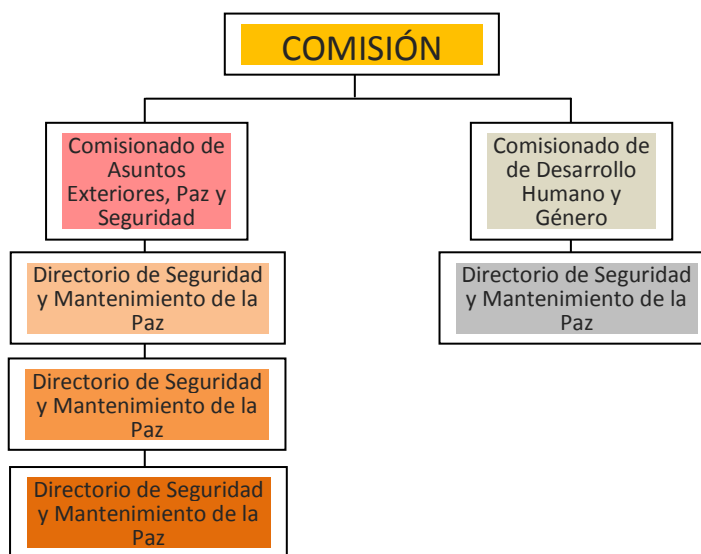 COMISIÓN
Comisionado de
Asuntos
Exteriores, Paz y
Seguridad
Comisionado de
de Desarrollo
Humano y
Género
Directorio de Seguridad
y Mantenimiento de la
Paz
Directorio de Seguridad
y Mantenimiento de la
Paz
Directorio de Seguridad
y Mantenimiento de la
Paz
Directorio de Seguridad
y Mantenimiento de la
Paz